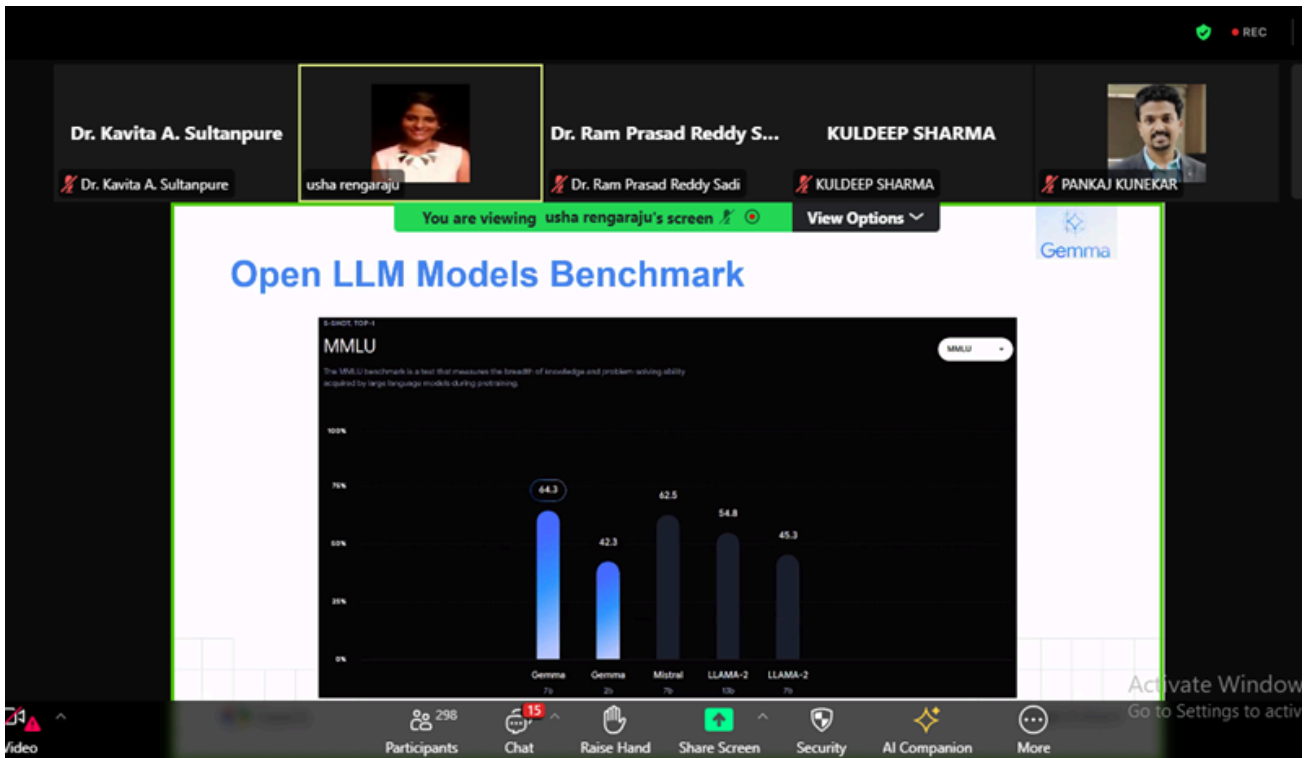 REC
Dr. Kavita A. Sultanpure
Dr. Ram Prasad Reddy S...
KULDEEP SHARMA
Dr. Kavita A. Sultanpure
usha rengaraju
Dr. Ram Prasad Reddy Sadi
KULDEEP SHARMA
PANKAJ KUNEKAR
You are viewing usha rengaraju's screen
View Options
Gemma
Open LLM Models Benchmark
5-SHOT, TOP-1
MMLU
MMLU
The MMLU benchmark is a test that measures the breadth of knowledge and problem-solving ability
acquired by large language models during pretraining.
100%
75%
64.3
62.5
54.8
50%
42.3
45.3
25%
0%
Gemma
Gemma
Mistral
LLAMA-2
LLAMA-2
7b
2b
7b
13b
7b
Activate Window
Go to Settings to activ
298
15
Video
Participants
Chat
Raise Hand
Share Screen
Security
AI Companion
More